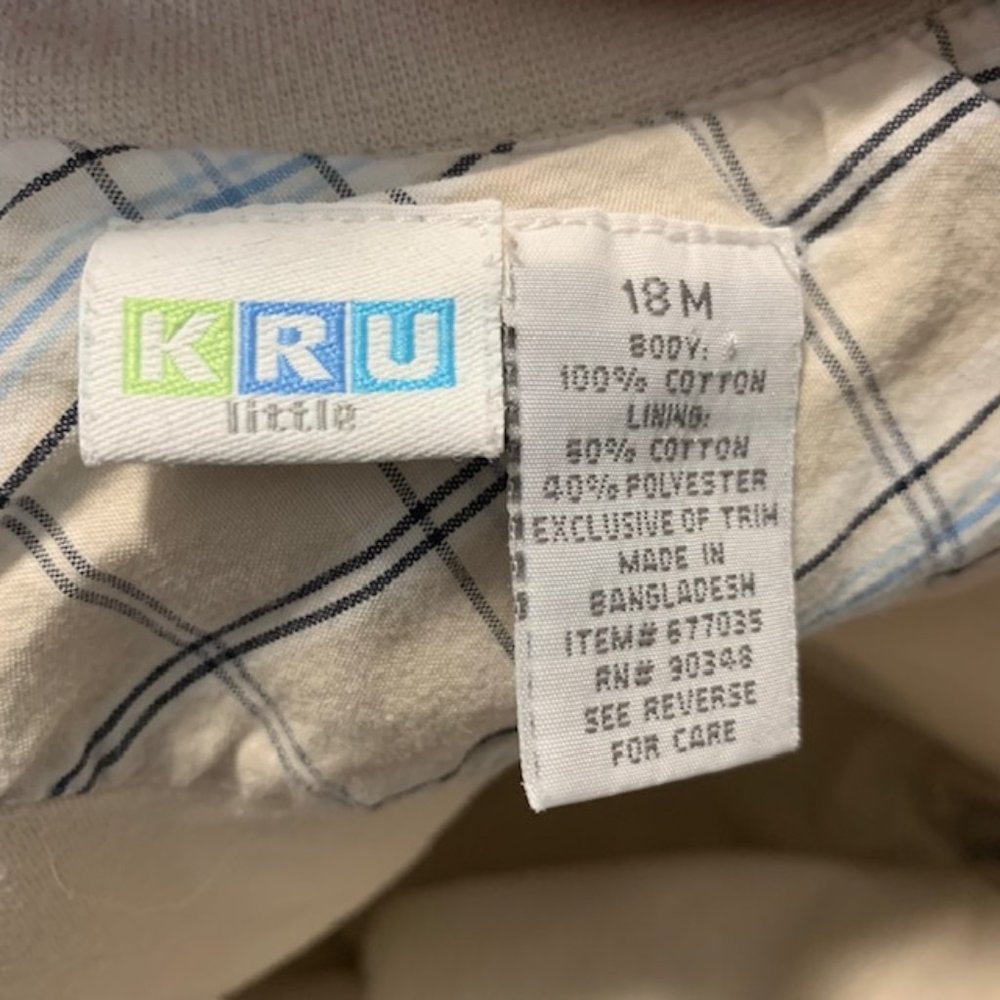 KRU
little
18 M
BODY:
100% COTTON
LINING:
60% COTTON
40% POLYESTER
EXCLUSIVE OF TRIM
MADE IN
BANGLADESH
ITEM# 677035
RN# 90348
SEE REVERSE
FOR CARE